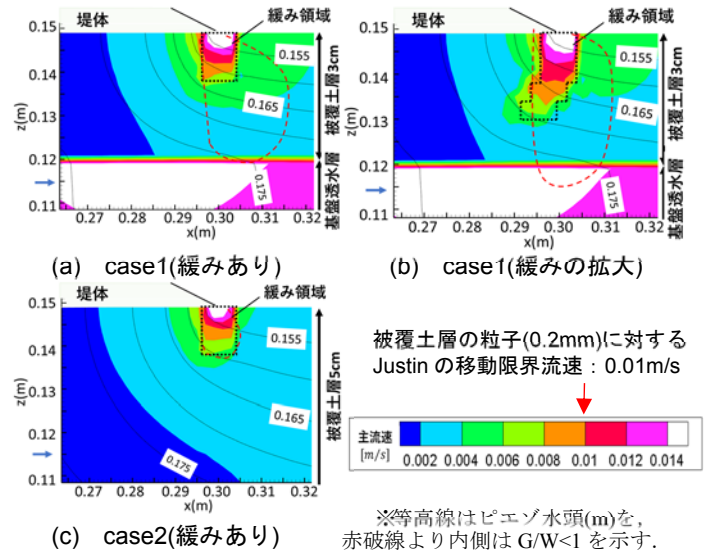 堤体
緩み領域
0.15
0.14
0.13
0.12
0.11
z(m)
0.155
0.165
0.175
被覆土層3cm
基盤透水層
0.27 0.28 0.29 0.30 0.31 0.32
x(m)
(a) case1(緩みあり)
堤体
緩み領域
0.15
0.14
0.13
0.12
0.11
z(m)
0.155
0.165
0.175
被覆土層3cm
基盤透水層
0.27 0.28 0.29 0.30 0.31 0.32
x(m)
(b) case1(緩みの拡大)
堤体
緩み領域
0.15
0.14
0.13
0.12
0.11
z(m)
0.155
0.165
0.175
被覆土層5cm
0.27 0.28 0.29 0.30 0.31 0.32
x(m)
(c) case2(緩みあり)
被覆土層の粒子(0.2mm)に対する
Justin の移動限界流速：0.01m/s
主流速
[m/s]
0.002 0.004 0.006 0.008 0.01 0.012 0.014
※等高線はピエゾ水頭(m)を，
赤破線より内側は G/W<1 を示す．